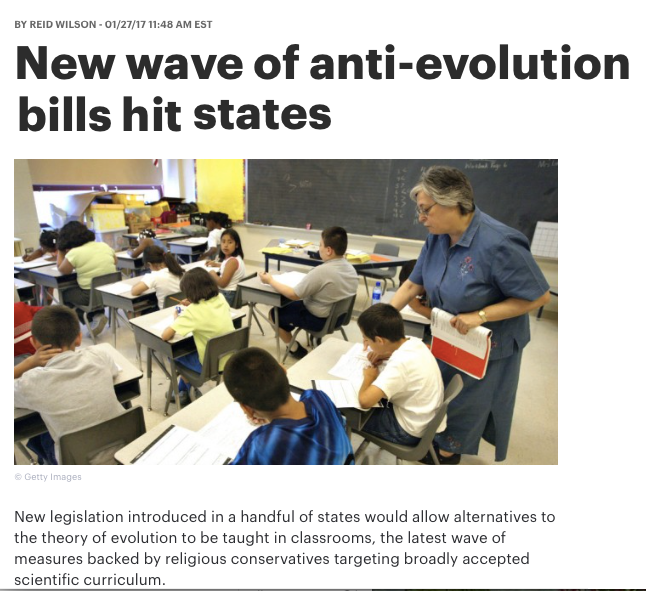 BY REID WILSON - 01/27/17 11:48 AM EST
New wave of anti-evolution
bills hit states
© Getty Images
New legislation introduced in a handful of states would allow alternatives to
the theory of evolution to be taught in classrooms, the latest wave of
measures backed by religious conservatives targeting broadly accepted
scientific curriculum.